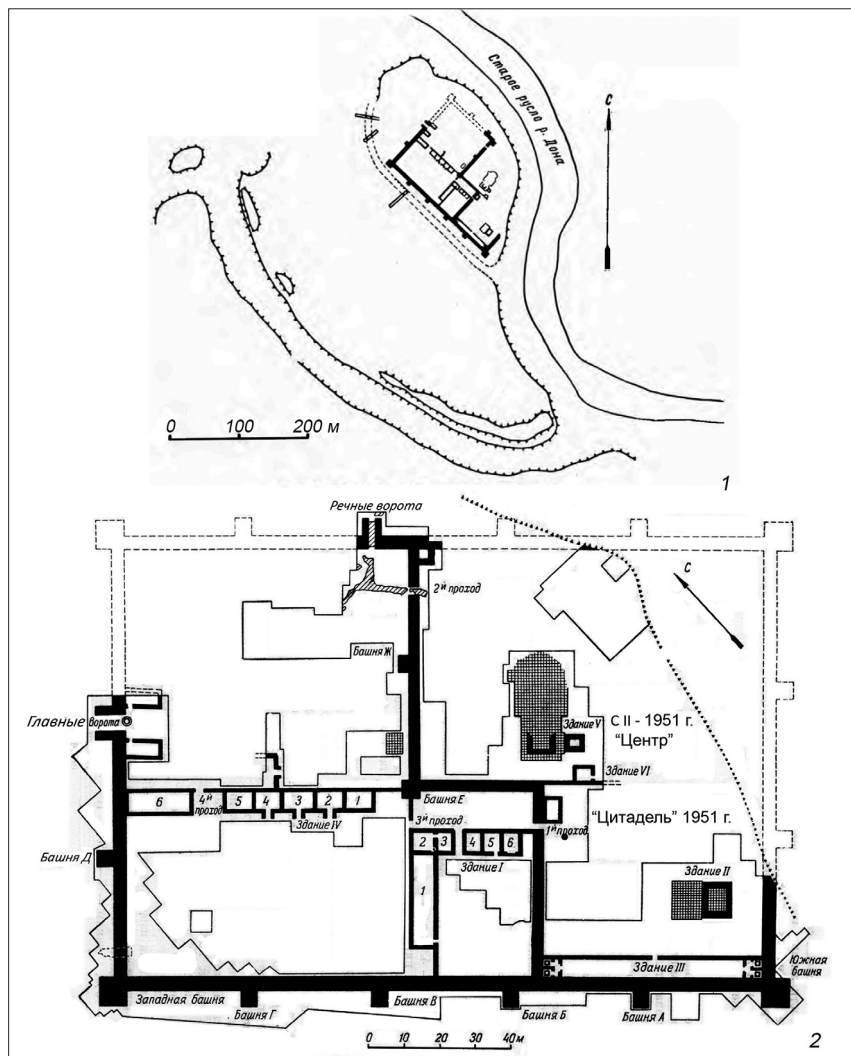 Старое русло р. Дона
С
0 100 200 м
1
Речные ворота
С
2й проход
Башня Ж
Главные ворота
Здание V
С II - 1951 г.
"Центр"
Здание VI
6
4й проход
5
4
3
2
1
Здание IV
Башня Е
3й проход
1й проход
"Цитадель" 1951 г.
Башня Д
2
3
4
5
6
Здание I
1
Здание II
Здание III
Южная башня
Западная башня
Башня Г
Башня В
Башня Б
Башня А
0 10 20 30 40м
2